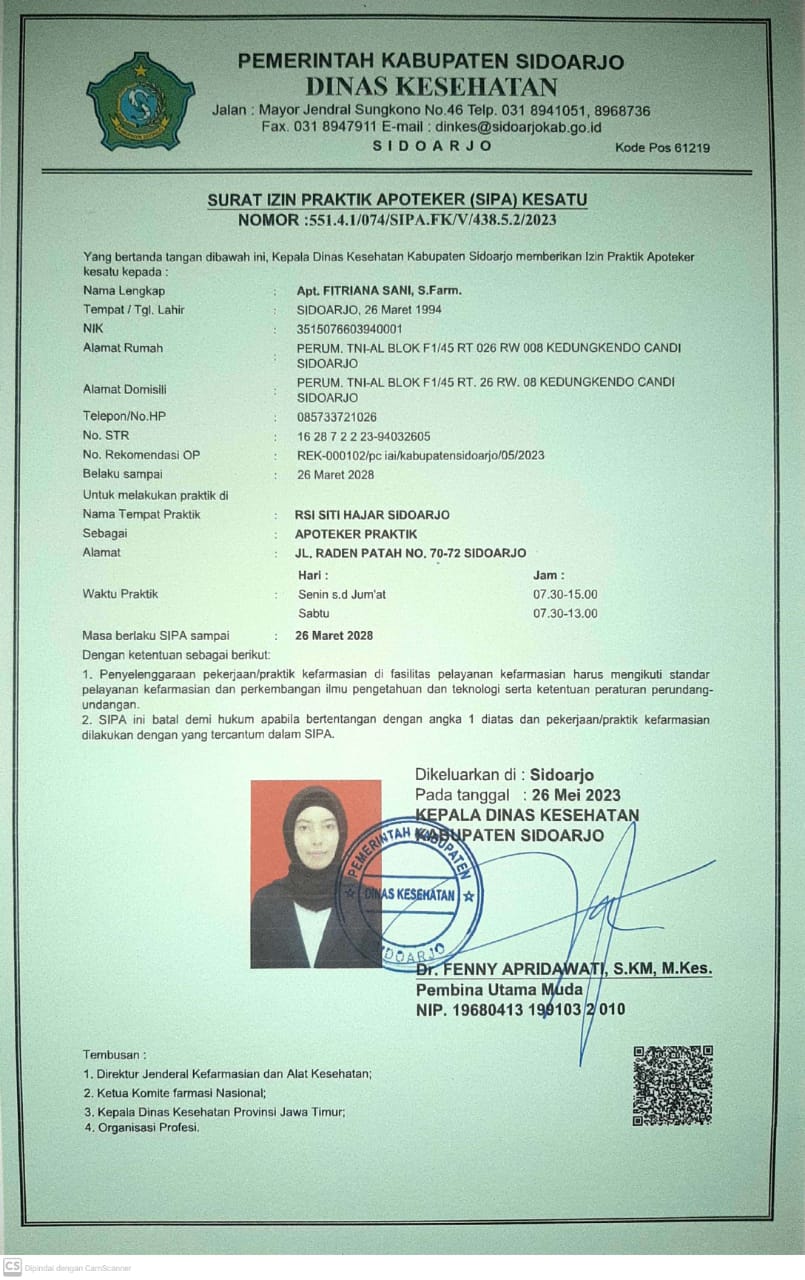 PEMERINTAH KABUPATEN SIDOARJO
DINAS KESEHATAN
Jalan : Mayor Jendral Sungkono No.46 Telp. 031 8941051, 8968736
Fax. 031 8947911 E-mail : dinkes@sidoarjokab.go.id
S I D O A R J O
Kode Pos 61219
SURAT IZIN PRAKTIK APOTEKER (SIPA) KESATU
NOMOR :551.4.1/074/SIPA.FK/V/438.5.2/2023
Yang bertanda tangan dibawah ini, Kepala Dinas Kesehatan Kabupaten Sidoarjo memberikan Izin Praktik Apoteker
kesatu kepada :
Nama Lengkap : Apt. FITRIANA SANI, S.Farm.
Tempat / Tgl. Lahir : SIDOARJO, 26 Maret 1994
NIK : 3515076603940001
Alamat Rumah : PERUM. TNI-AL BLOK F1/45 RT 026 RW 008 KEDUNGKENDO CANDI
SIDOARJO
Alamat Domisili : PERUM. TNI-AL BLOK F1/45 RT. 26 RW. 08 KEDUNGKENDO CANDI
SIDOARJO
Telepon/No.HP : 085733721026
No. STR : 16 28 7 2 2 23-94032605
No. Rekomendasi OP : REK-000102/pc iai/kabupatensidoarjo/05/2023
Belaku sampai : 26 Maret 2028
Untuk melakukan praktik di
Nama Tempat Praktik : RSI SITI HAJAR SIDOARJO
Sebagai : APOTEKER PRAKTIK
Alamat : JL. RADEN PATAH NO. 70-72 SIDOARJO
Hari : Jam :
Waktu Praktik : Senin s.d Jum'at 07.30-15.00
Sabtu 07.30-13.00
Masa berlaku SIPA sampai : 26 Maret 2028
Dengan ketentuan sebagai berikut:
1. Penyelenggaraan pekerjaan/praktik kefarmasian di fasilitas pelayanan kefarmasian harus mengikuti standar
pelayanan kefarmasian dan perkembangan ilmu pengetahuan dan teknologi serta ketentuan peraturan perundang-
undangan.
2. SIPA ini batal demi hukum apabila bertentangan dengan angka 1 diatas dan pekerjaan/praktik kefarmasian
dilakukan dengan yang tercantum dalam SIPA.
Dikeluarkan di : Sidoarjo
Pada tanggal : 26 Mei 2023
KEPALA DINAS KESEHATAN
KABUPATEN SIDOARJO
PEMERINTAH KABUPATEN
DINAS KESEHATAN
SIDOARJO
Dr. FENNY APRIDAWATI, S.KM, M.Kes.
Pembina Utama Muda
NIP. 19680413 199103 2 010
Tembusan :
1. Direktur Jenderal Kefarmasian dan Alat Kesehatan;
2. Ketua Komite farmasi Nasional;
3. Kepala Dinas Kesehatan Provinsi Jawa Timur;
4. Organisasi Profesi.
CS Dipindai dengan CamScanner